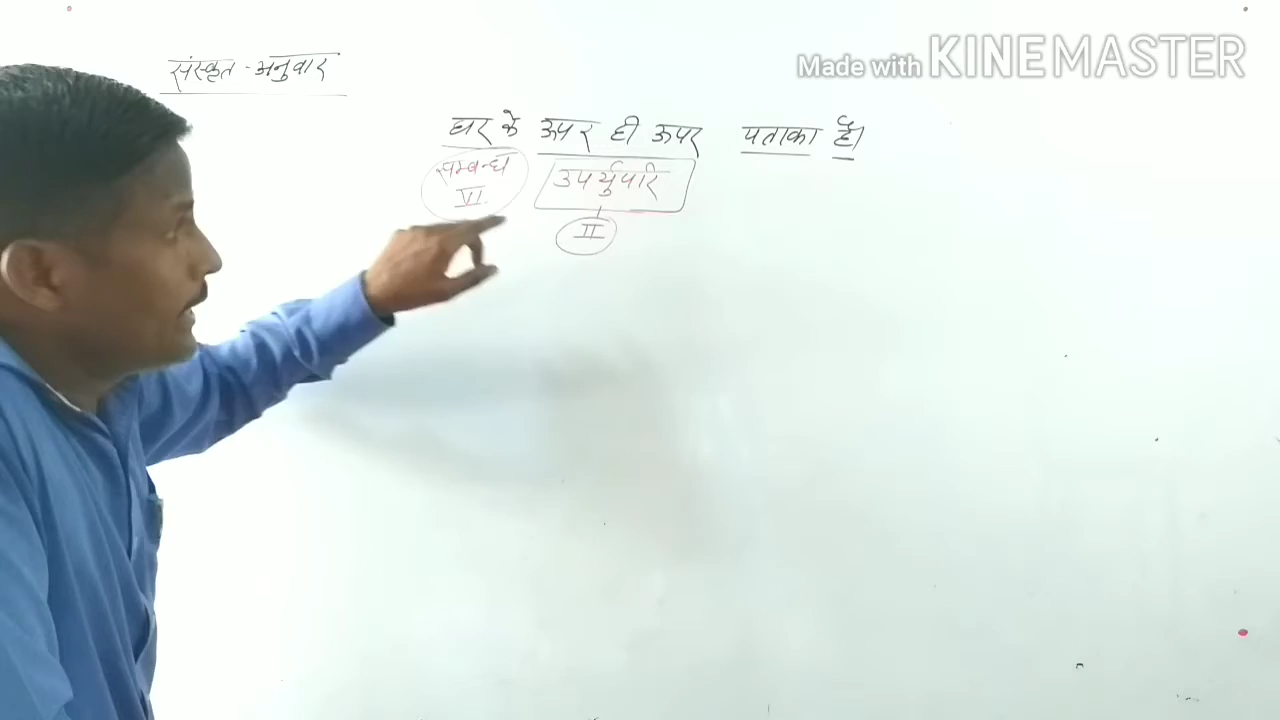 Made with KINEMASTER
संस्कृत - अनुवाद
घर के ऊपर ही ऊपर पताका है।
सम्बन्ध उपर्युपरि
VI. II